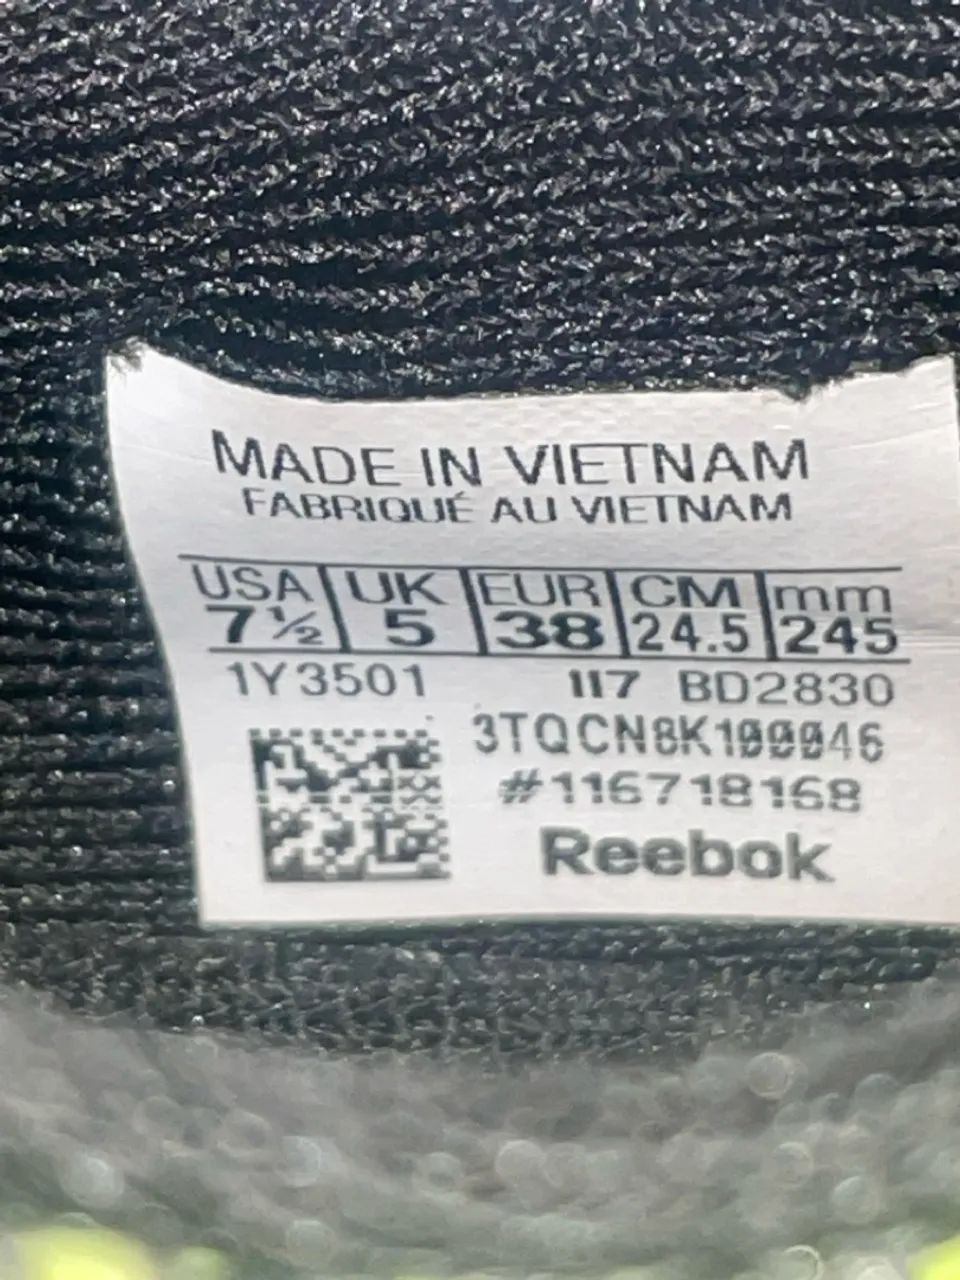 MADE IN VIETNAM
FABRIQUÉ AU VIETNAM
USA UK EUR CM mm
7½ 5 38 24.5 245
1Y3501 117 BD2830
3TQCN8K100046
#116718168
Reebok